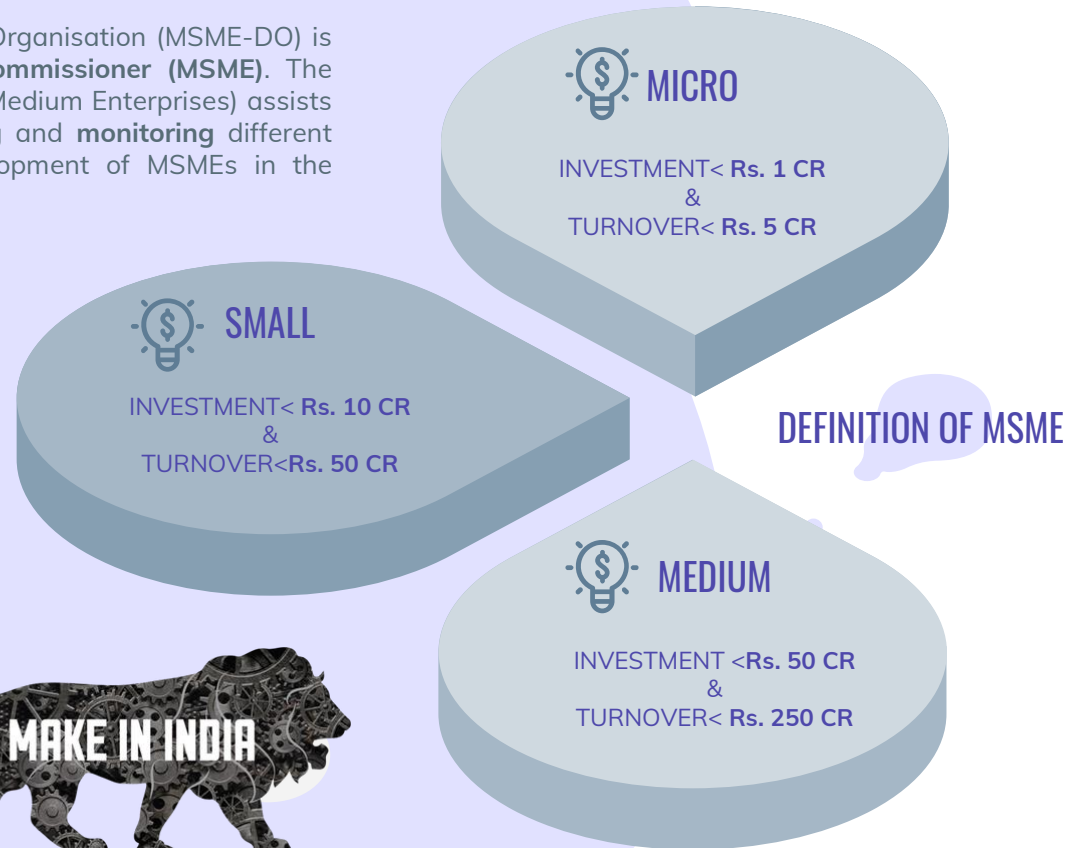 Organisation (MSME-DO) is
ommissioner (MSME). The
Medium Enterprises) assists
and monitoring different
opment of MSMEs in the
MICRO
INVESTMENT< Rs. 1 CR
&
TURNOVER< Rs. 5 CR
SMALL
INVESTMENT< Rs. 10 CR
&
TURNOVER<Rs. 50 CR
DEFINITION OF MSME
MEDIUM
INVESTMENT <Rs. 50 CR
&
TURNOVER< Rs. 250 CR
MAKE IN INDIA